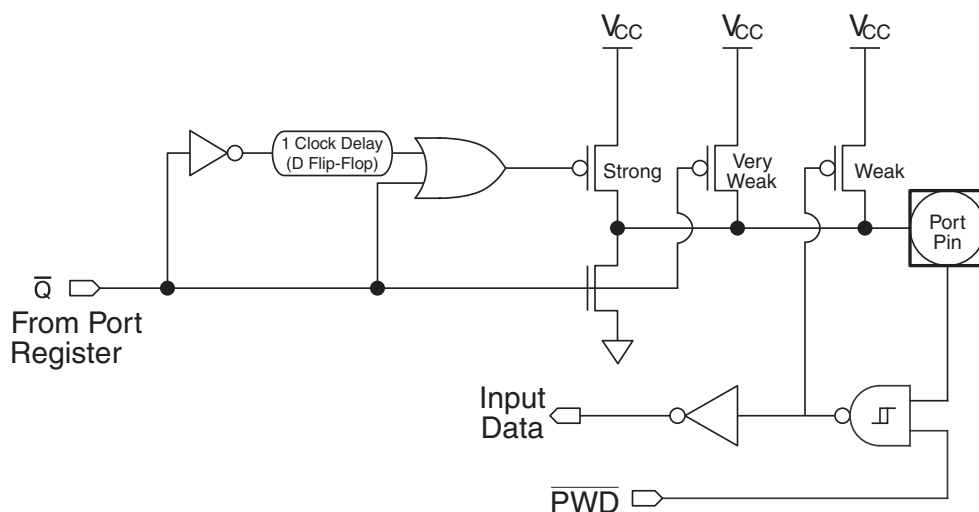 VCC
VCC
VCC
1 Clock Delay
(D Flip-Flop)
Strong
Very
Weak
Weak
Port
Pin
Q
From Port
Register
Input
Data
PWD